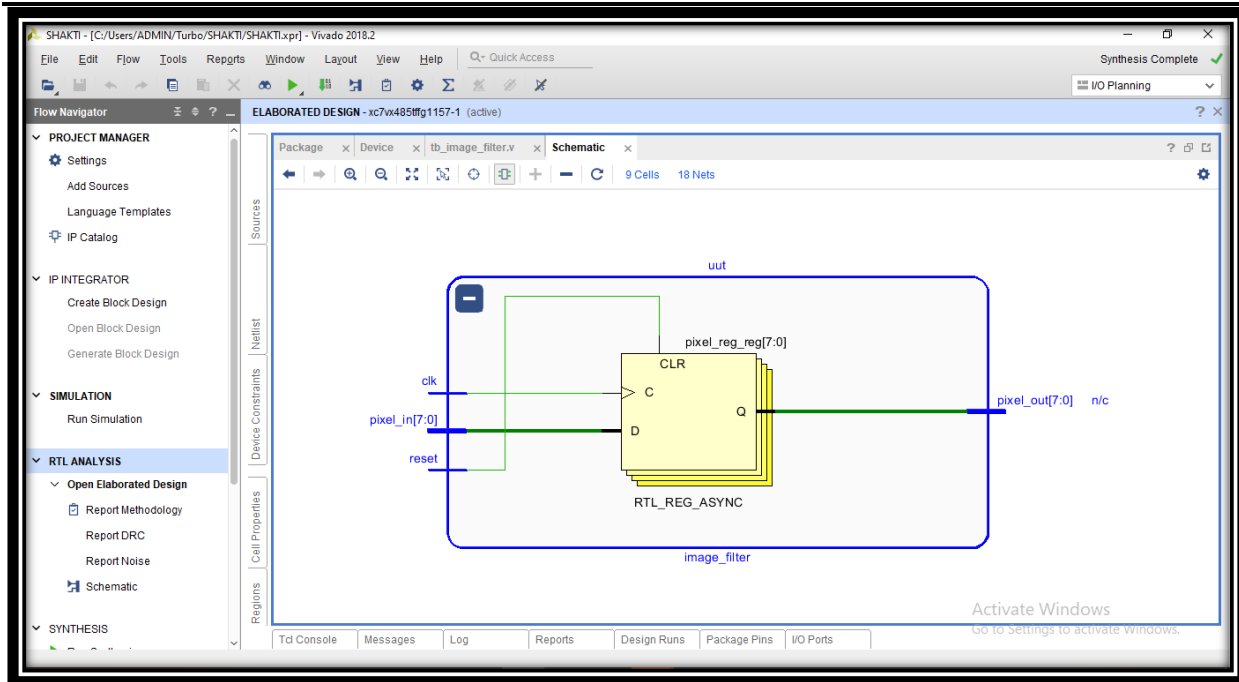 SHAKTI - [C:/Users/ADMIN/Turbo/SHAKTI/SHAKTI.xpr] - Vivado 2018.2
File Edit Flow Tools Reports Window Layout View Help Quick Access
Synthesis Complete
I/O Planning
Flow Navigator
ELABORATED DESIGN - xc7vx485tffg1157-1 (active)
PROJECT MANAGER
Settings
Add Sources
Language Templates
IP Catalog
IP INTEGRATOR
Create Block Design
Open Block Design
Generate Block Design
SIMULATION
Run Simulation
RTL ANALYSIS
Open Elaborated Design
Report Methodology
Report DRC
Report Noise
Schematic
SYNTHESIS
Sources
Netlist
Device Constraints
Cell Properties
Regions
Package Device tb_image_filter.v Schematic
9 Cells 18 Nets
uut
pixel_reg_reg[7:0]
CLR
clk
C
pixel_in[7:0]
D
Q
pixel_out[7:0] n/c
reset
RTL_REG_ASYNC
image_filter
Activate Windows
Go to Settings to activate Windows.
Tcl Console Messages Log Reports Design Runs Package Pins I/O Ports